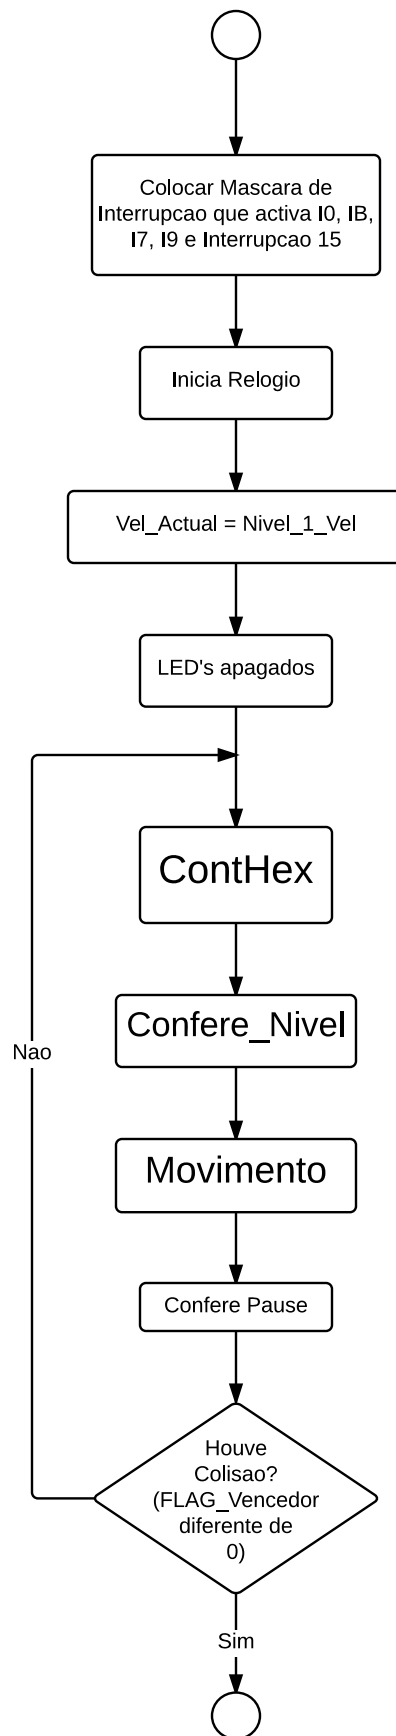 Colocar Mascara de
Interrupcao que activa I0, IB,
I7, I9 e Interrupcao 15
Inicia Relogio
Vel_Actual = Nivel_1_Vel
LED's apagados
ContHex
Confere_Nivel
Nao
Movimento
Confere Pause
Houve
Colisao?
(FLAG_Vencedor
diferente de
0)
Sim